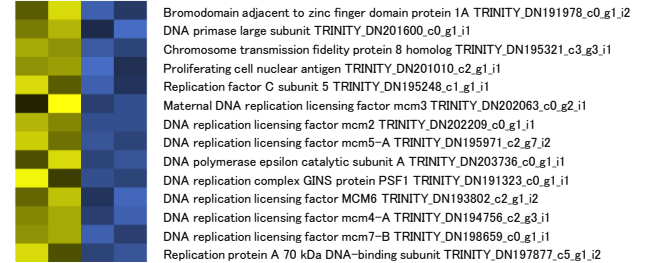 Bromodomain adjacent to zinc finger domain protein 1A TRINITY_DN191978_c0_g1_i2
DNA primase large subunit TRINITY_DN201600_c0_g1_i1
Chromosome transmission fidelity protein 8 homolog TRINITY_DN195321_c3_g3_i1
Proliferating cell nuclear antigen TRINITY_DN201010_c2_g1_i1
Replication factor C subunit 5 TRINITY_DN195248_c1_g1_i1
Maternal DNA replication licensing factor mcm3 TRINITY_DN202063_c0_g2_i1
DNA replication licensing factor mcm2 TRINITY_DN202209_c0_g1_i1
DNA replication licensing factor mcm5-A TRINITY_DN195971_c2_g7_i2
DNA polymerase epsilon catalytic subunit A TRINITY_DN203736_c0_g1_i1
DNA replication complex GINS protein PSF1 TRINITY_DN191323_c0_g1_i1
DNA replication licensing factor MCM6 TRINITY_DN193802_c2_g1_i2
DNA replication licensing factor mcm4-A TRINITY_DN194756_c2_g3_i1
DNA replication licensing factor mcm7-B TRINITY_DN198659_c0_g1_i1
Replication protein A 70 kDa DNA-binding subunit TRINITY_DN197877_c5_g1_i2